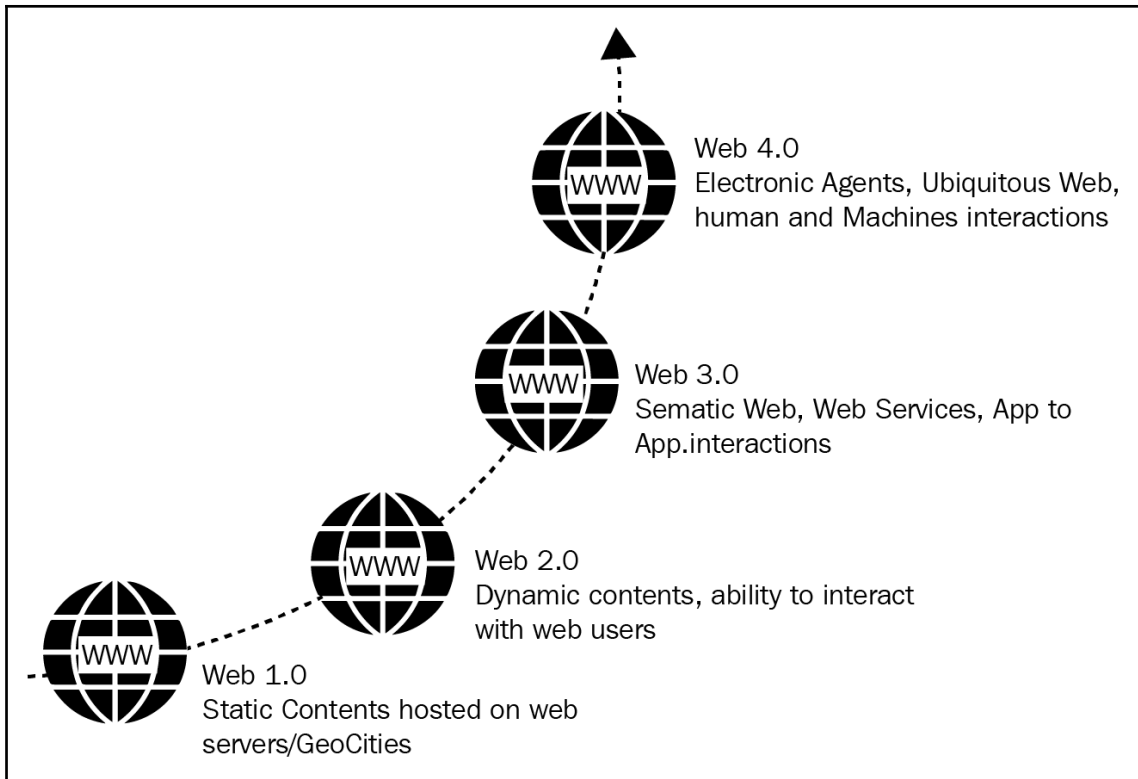 WWW
Web 4.0
Electronic Agents, Ubiquitous Web,
human and Machines interactions
WWW
Web 3.0
Sematic Web, Web Services, App to
App.interactions
WWW
Web 2.0
Dynamic contents, ability to interact
with web users
WWW
Web 1.0
Static Contents hosted on web
servers/GeoCities